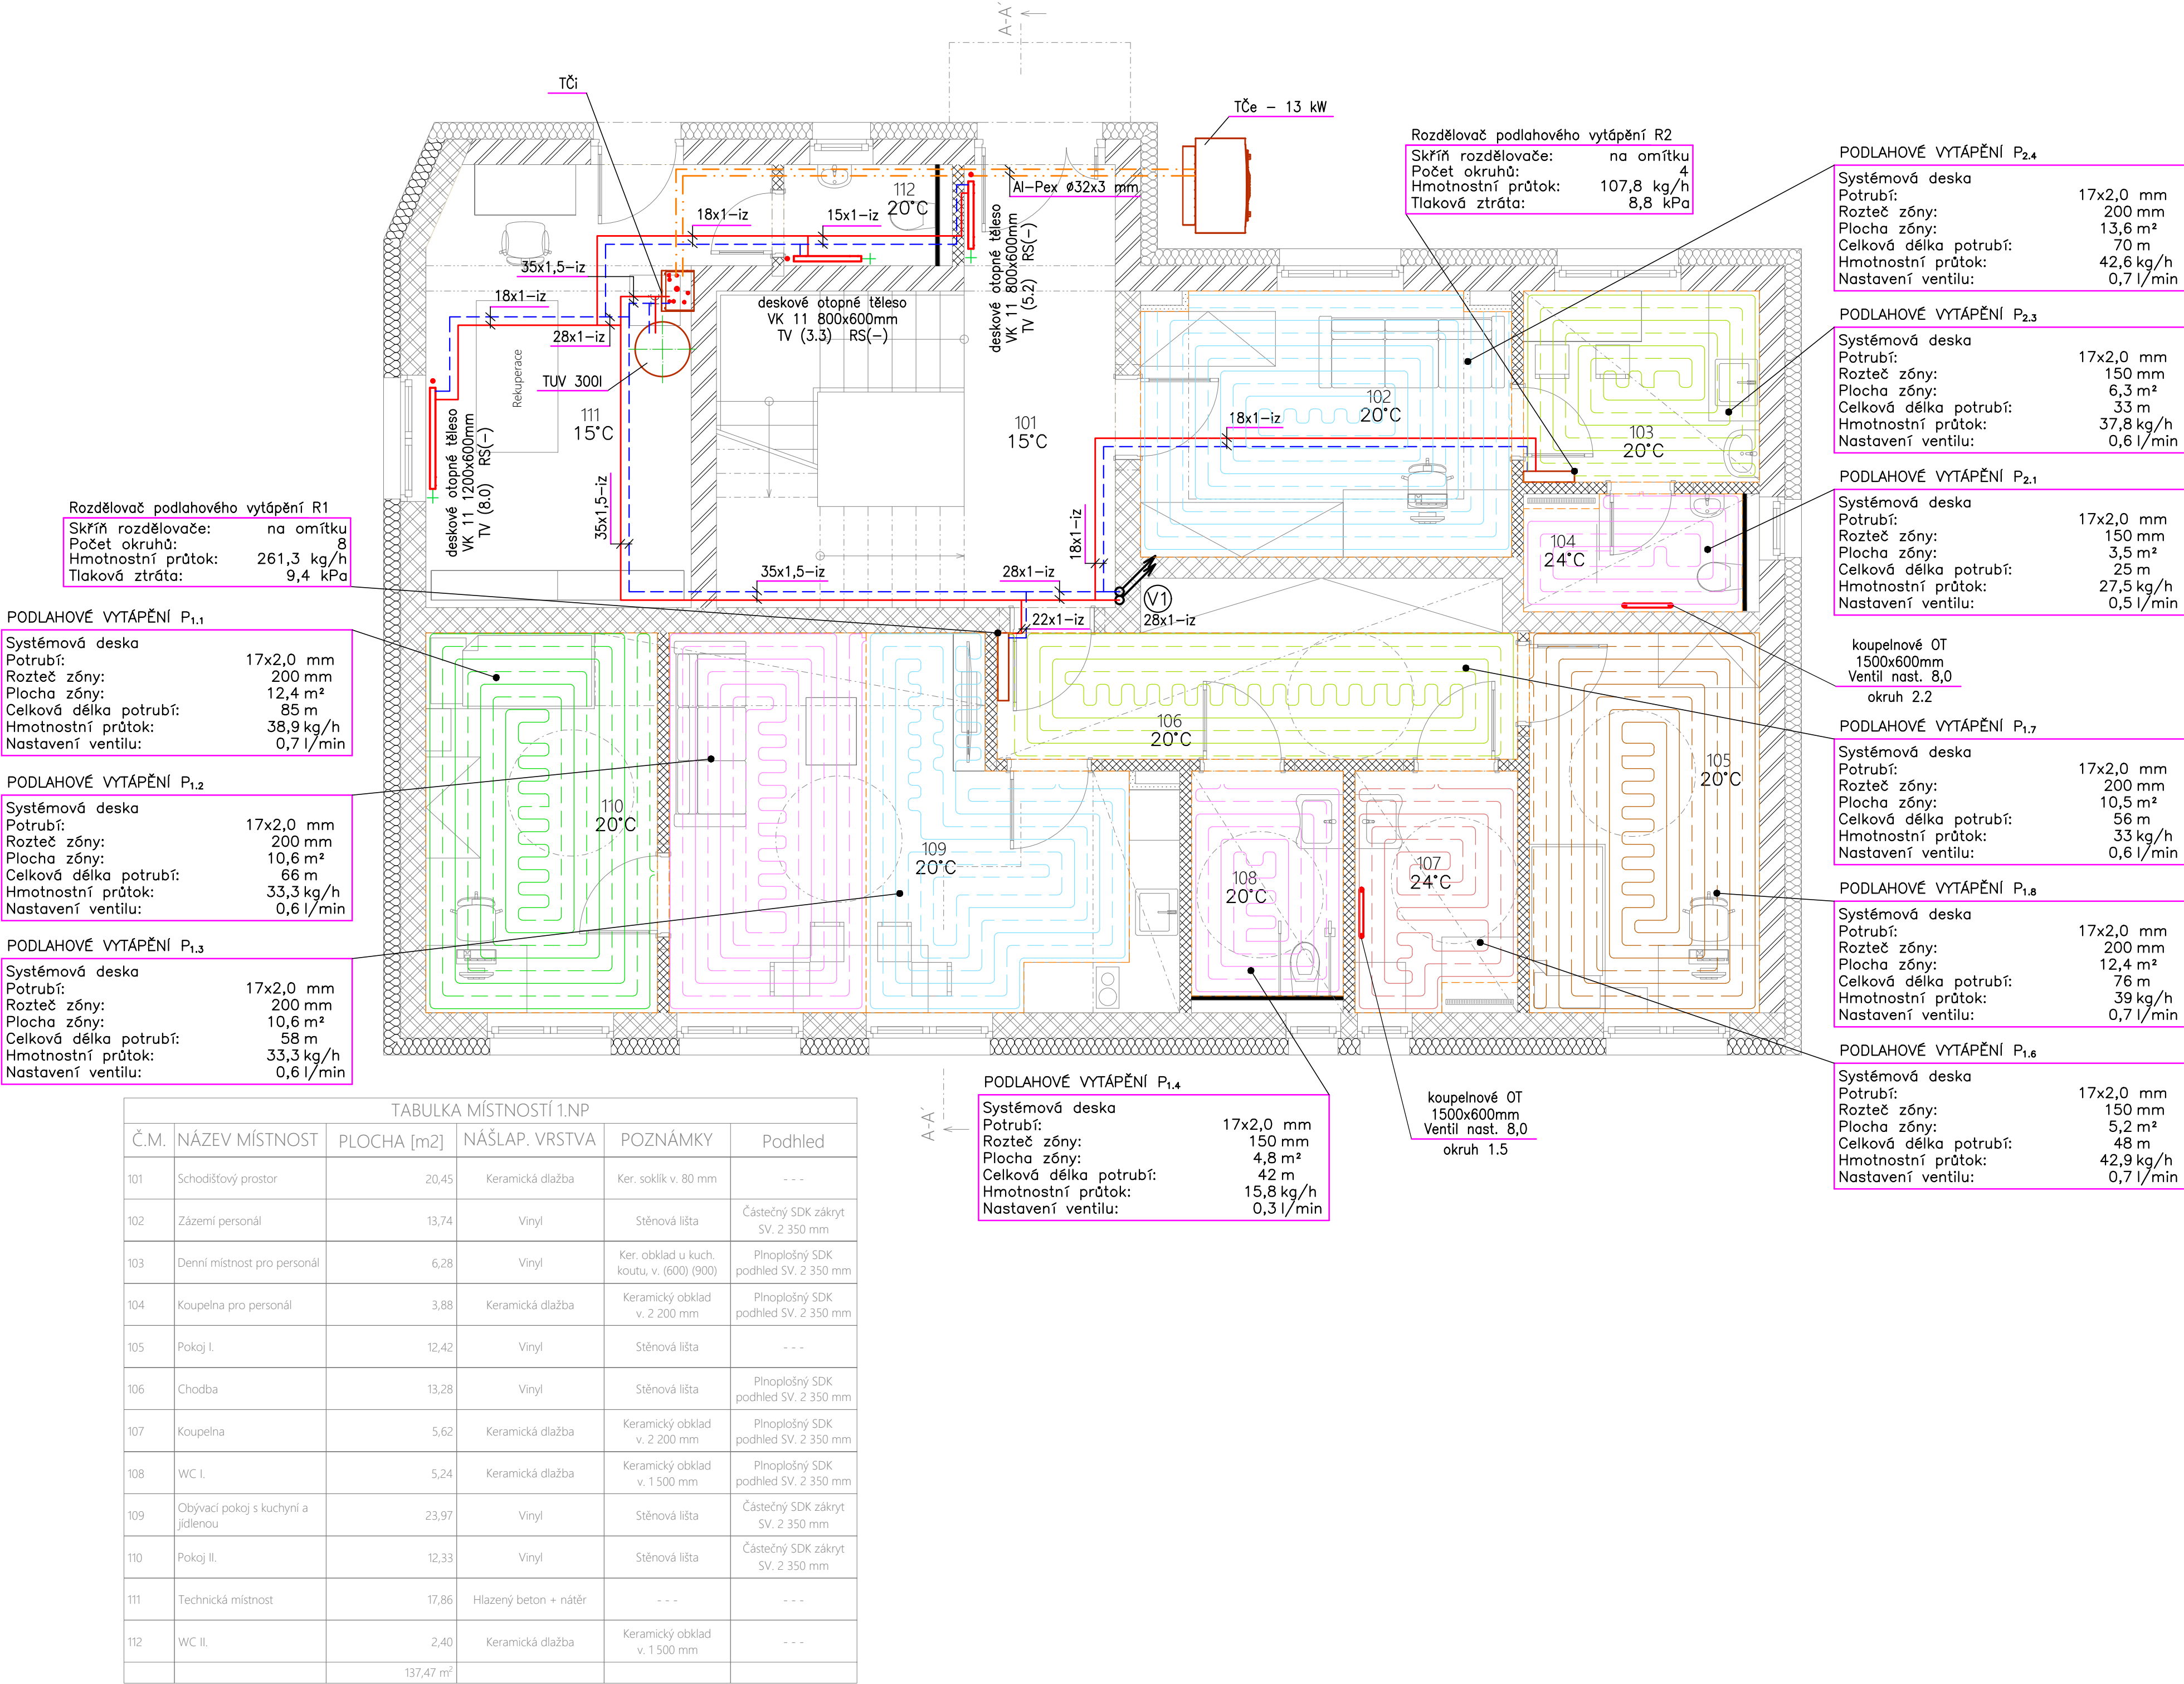 A-A´
TČi
TČe – 13 kW
Al-Pex ø32x3 mm
112
20°C
18x1-iz
15x1-iz
35x1,5-iz
18x1-iz
28x1-iz
TUV 300l
Rekuperace
deskové otopné těleso
VK 11 800x600mm
TV (3.3) RS(–)
deskové otopné těleso
VK 11 800x600mm
TV (5.2) RS(–)
deskové otopné těleso
VK 11 1200x600mm
TV (8.0) RS(–)
111
15°C
101
15°C
102
20°C
18x1-iz
103
20°C
104
24°C
35x1,5-iz
35x1,5-iz
28x1-iz
18x1-iz
22x1-iz
V1
28x1-iz
106
20°C
105
20°C
110
20°C
109
20°C
108
20°C
107
24°C
Rozdělovač podlahového vytápění R2
Skříň rozdělovače: na omítku
Počet okruhů: 4
Hmotnostní průtok: 107,8 kg/h
Tlaková ztráta: 8,8 kPa
Rozdělovač podlahového vytápění R1
Skříň rozdělovače: na omítku
Počet okruhů: 8
Hmotnostní průtok: 261,3 kg/h
Tlaková ztráta: 9,4 kPa
PODLAHOVÉ VYTÁPĚNÍ P1.1
Systémová deska
Potrubí: 17x2,0 mm
Rozteč zóny: 200 mm
Plocha zóny: 12,4 m²
Celková délka potrubí: 85 m
Hmotnostní průtok: 38,9 kg/h
Nastavení ventilu: 0,7 l/min
PODLAHOVÉ VYTÁPĚNÍ P1.2
Systémová deska
Potrubí: 17x2,0 mm
Rozteč zóny: 200 mm
Plocha zóny: 10,6 m²
Celková délka potrubí: 66 m
Hmotnostní průtok: 33,3 kg/h
Nastavení ventilu: 0,6 l/min
PODLAHOVÉ VYTÁPĚNÍ P1.3
Systémová deska
Potrubí: 17x2,0 mm
Rozteč zóny: 200 mm
Plocha zóny: 10,6 m²
Celková délka potrubí: 58 m
Hmotnostní průtok: 33,3 kg/h
Nastavení ventilu: 0,6 l/min
PODLAHOVÉ VYTÁPĚNÍ P2.4
Systémová deska
Potrubí: 17x2,0 mm
Rozteč zóny: 200 mm
Plocha zóny: 13,6 m²
Celková délka potrubí: 70 m
Hmotnostní průtok: 42,6 kg/h
Nastavení ventilu: 0,7 l/min
PODLAHOVÉ VYTÁPĚNÍ P2.3
Systémová deska
Potrubí: 17x2,0 mm
Rozteč zóny: 150 mm
Plocha zóny: 6,3 m²
Celková délka potrubí: 33 m
Hmotnostní průtok: 37,8 kg/h
Nastavení ventilu: 0,6 l/min
PODLAHOVÉ VYTÁPĚNÍ P2.1
Systémová deska
Potrubí: 17x2,0 mm
Rozteč zóny: 150 mm
Plocha zóny: 3,5 m²
Celková délka potrubí: 25 m
Hmotnostní průtok: 27,5 kg/h
Nastavení ventilu: 0,5 l/min
koupelnové OT
1500x600mm
Ventil nast. 8,0
okruh 2.2
PODLAHOVÉ VYTÁPĚNÍ P1.7
Systémová deska
Potrubí: 17x2,0 mm
Rozteč zóny: 200 mm
Plocha zóny: 10,5 m²
Celková délka potrubí: 56 m
Hmotnostní průtok: 33 kg/h
Nastavení ventilu: 0,6 l/min
PODLAHOVÉ VYTÁPĚNÍ P1.8
Systémová deska
Potrubí: 17x2,0 mm
Rozteč zóny: 200 mm
Plocha zóny: 12,4 m²
Celková délka potrubí: 76 m
Hmotnostní průtok: 39 kg/h
Nastavení ventilu: 0,7 l/min
PODLAHOVÉ VYTÁPĚNÍ P1.6
Systémová deska
Potrubí: 17x2,0 mm
Rozteč zóny: 150 mm
Plocha zóny: 5,2 m²
Celková délka potrubí: 48 m
Hmotnostní průtok: 42,9 kg/h
Nastavení ventilu: 0,7 l/min
A-A´
PODLAHOVÉ VYTÁPĚNÍ P1.4
Systémová deska
Potrubí: 17x2,0 mm
Rozteč zóny: 150 mm
Plocha zóny: 4,8 m²
Celková délka potrubí: 42 m
Hmotnostní průtok: 15,8 kg/h
Nastavení ventilu: 0,3 l/min
koupelnové OT
1500x600mm
Ventil nast. 8,0
okruh 1.5
TABULKA MÍSTNOSTÍ 1.NP
Č.M. NÁZEV MÍSTNOST PLOCHA [m2] NÁŠLAP. VRSTVA POZNÁMKY Podhled
101 Schodišťový prostor 20,45 Keramická dlažba Ker. soklík v. 80 mm - - -
102 Zázemí personál 13,74 Vinyl Stěnová lišta Částečný SDK zákryt
SV. 2 350 mm
103 Denní místnost pro personál 6,28 Vinyl Ker. obklad u kuch. Plnoplošný SDK
koutu, v. (600) (900) podhled SV. 2 350 mm
104 Koupelna pro personál 3,88 Keramická dlažba Keramický obklad Plnoplošný SDK
v. 2 200 mm podhled SV. 2 350 mm
105 Pokoj I. 12,42 Vinyl Stěnová lišta - - -
106 Chodba 13,28 Vinyl Stěnová lišta Plnoplošný SDK
podhled SV. 2 350 mm
107 Koupelna 5,62 Keramická dlažba Keramický obklad Plnoplošný SDK
v. 2 200 mm podhled SV. 2 350 mm
108 WC I. 5,24 Keramická dlažba Keramický obklad Plnoplošný SDK
v. 1 500 mm podhled SV. 2 350 mm
109 Obývací pokoj s kuchyní a 23,97 Vinyl Stěnová lišta Částečný SDK zákryt
jídlenou SV. 2 350 mm
110 Pokoj II. 12,33 Vinyl Stěnová lišta Částečný SDK zákryt
SV. 2 350 mm
111 Technická místnost 17,86 Hlazený beton + nátěr - - - - - -
112 WC II. 2,40 Keramická dlažba Keramický obklad - - -
v. 1 500 mm
137,47 m²